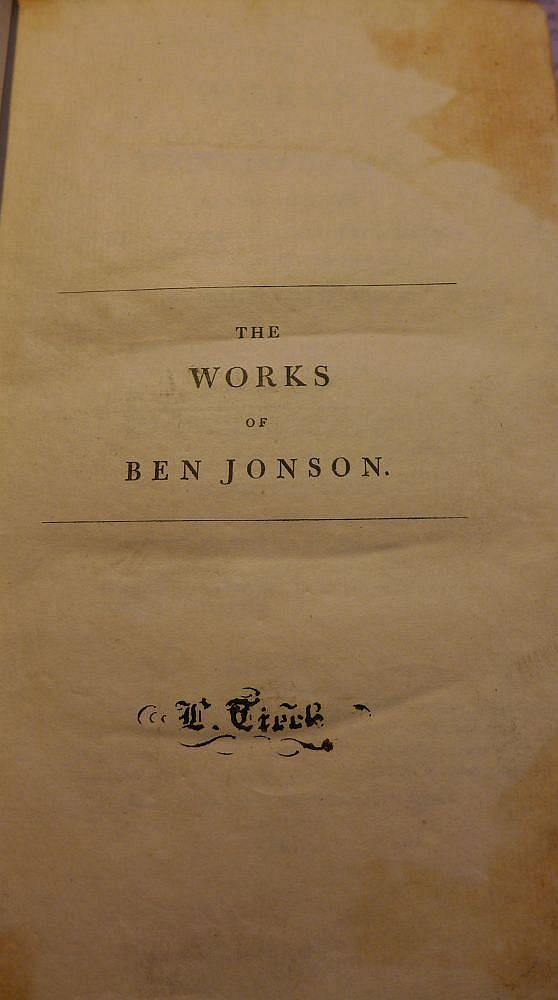 THE
WORKS
OF
BEN JONSON.
L. Tieck